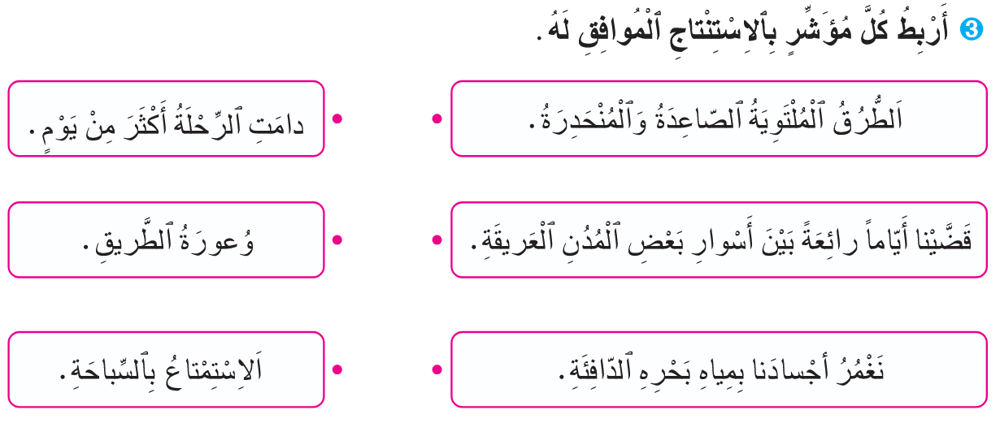 3 أَرْبِطُ كُلَّ مُؤَشِّرٍ بِٱلِاسْتِنْتاجِ ٱلْمُوافِقِ لَهُ.
اَلطُّرُقُ ٱلْمُلْتَوِيَةُ ٱلصّاعِدَةُ وَٱلْمُنْحَدِرَةُ.
دامَتِ ٱلرِّحْلَةُ أَكْثَرَ مِنْ يَوْمٍ.
قَضَّيْنا أَيّاماً رائِعَةً بَيْنَ أَسْوارِ بَعْضِ ٱلْمُدُنِ ٱلْعَريقَةِ.
وُعورَةُ ٱلطَّريقِ.
نَغْمُرُ أجْسادَنا بِمِياهِ بَحْرِهِ ٱلدّافِئَةِ.
اَلِاسْتِمْتاعُ بِٱلسِّباحَةِ.